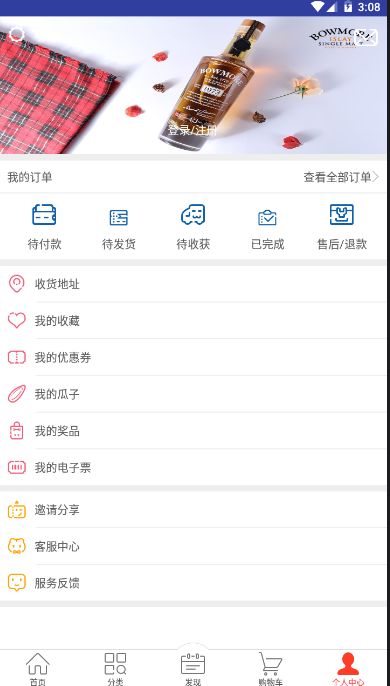 3:08
BOWMORE
ISLAY
SINGLE MA
BOWMORE
登录/注册
我的订单
查看全部订单
待付款
待发货
待收获
已完成
售后/退款
收货地址
我的收藏
我的优惠券
我的瓜子
我的奖品
我的电子票
邀请分享
客服中心
服务反馈
首页
分类
发现
购物车
个人中心